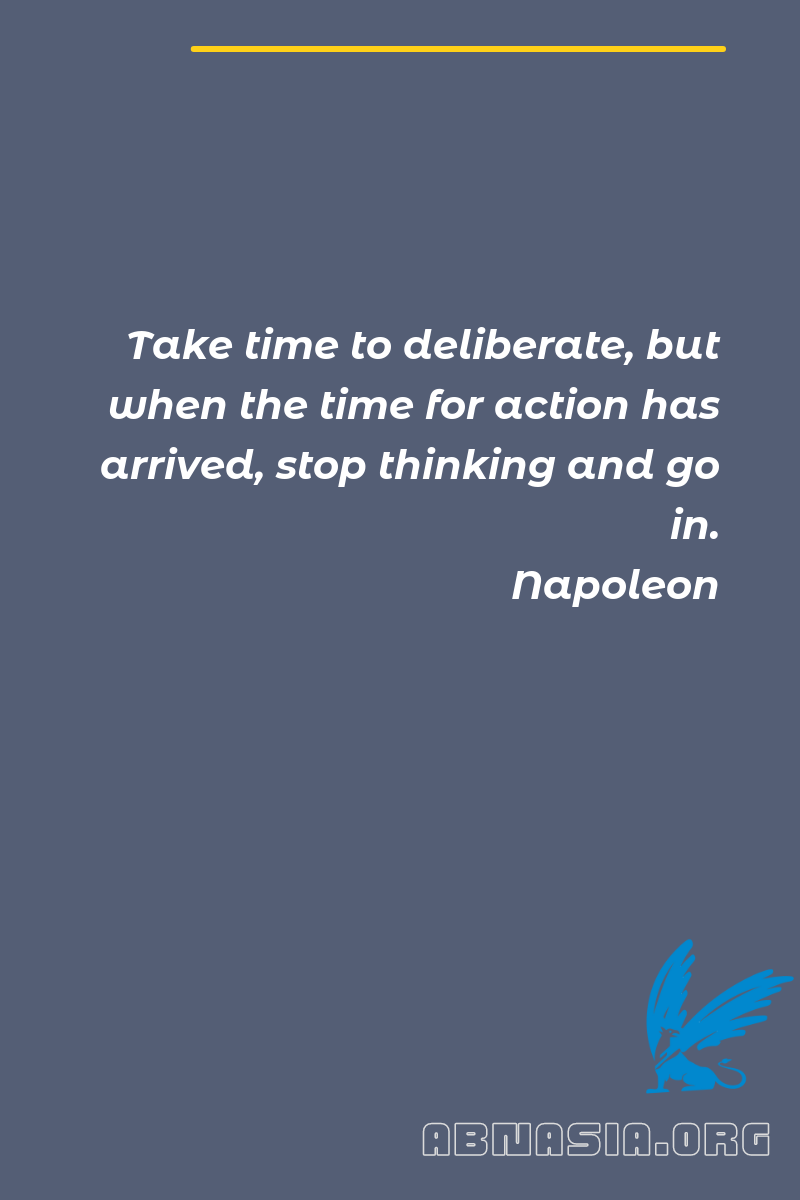 Take time to deliberate, but
when the time for action has
arrived, stop thinking and go
in.
Napoleon
ABNASIA.ORG